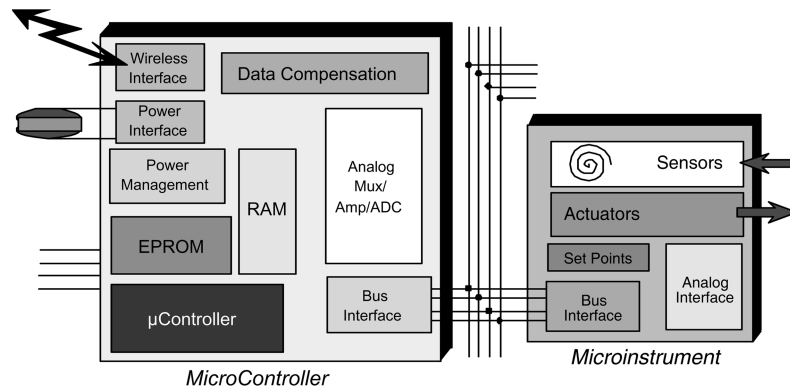 Wireless
Interface
Data Compensation
Power
Interface
Power
Management
RAM
Analog
Mux/
Amp/ADC
EPROM
µController
Bus
Interface
MicroController
Sensors
Actuators
Set Points
Analog
Interface
Bus
Interface
Microinstrument